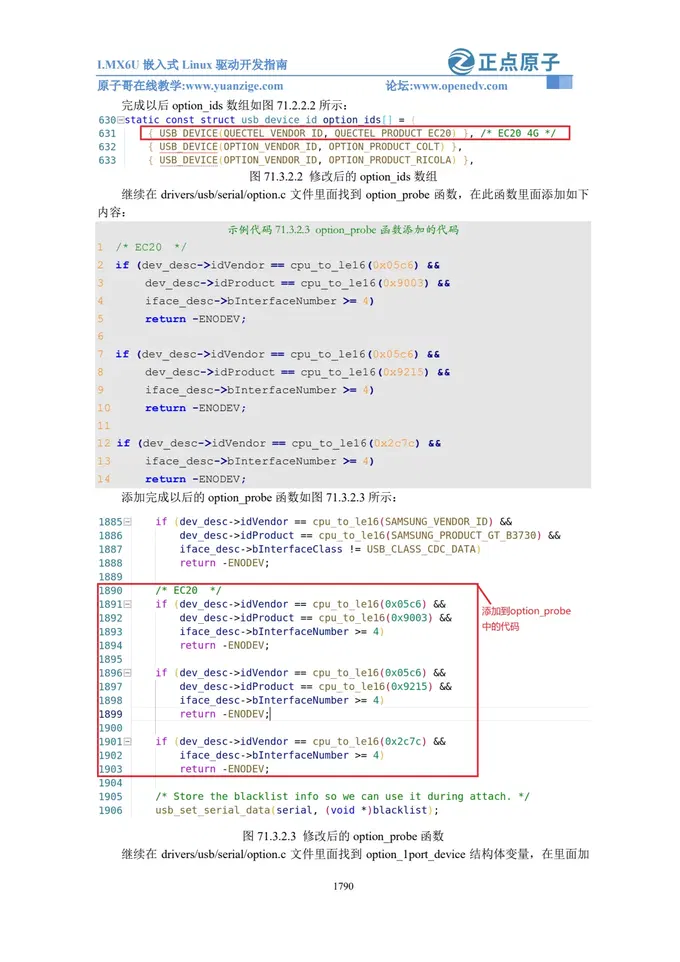 I.MX6U 嵌入式 Linux 驱动开发指南
正点原子
原子哥在线教学:www.yuanzige.com 论坛:www.openedv.com
完成以后 option_ids 数组如图 71.2.2.2 所示：
630 static const struct usb_device_id option_ids[] = {
631 { USB_DEVICE(QUECTEL_VENDOR_ID, QUECTEL_PRODUCT_EC20) }, /* EC20 4G */
632 { USB_DEVICE(OPTION_VENDOR_ID, OPTION_PRODUCT_COLT) },
633 { USB_DEVICE(OPTION_VENDOR_ID, OPTION_PRODUCT_RICOLA) },
图 71.3.2.2 修改后的 option_ids 数组
继续在 drivers/usb/serial/option.c 文件里面找到 option_probe 函数，在此函数里面添加如下
内容：
示例代码 71.3.2.3 option_probe 函数添加的代码
1 /* EC20 */
2 if (dev_desc->idVendor == cpu_to_le16(0x05c6) &&
3 dev_desc->idProduct == cpu_to_le16(0x9003) &&
4 iface_desc->bInterfaceNumber >= 4)
5 return -ENODEV;
6
7 if (dev_desc->idVendor == cpu_to_le16(0x05c6) &&
8 dev_desc->idProduct == cpu_to_le16(0x9215) &&
9 iface_desc->bInterfaceNumber >= 4)
10 return -ENODEV;
11
12 if (dev_desc->idVendor == cpu_to_le16(0x2c7c) &&
13 iface_desc->bInterfaceNumber >= 4)
14 return -ENODEV;
添加完成以后的 option_probe 函数如图 71.3.2.3 所示：
1885 if (dev_desc->idVendor == cpu_to_le16(SAMSUNG_VENDOR_ID) &&
1886 dev_desc->idProduct == cpu_to_le16(SAMSUNG_PRODUCT_GT_B3730) &&
1887 iface_desc->bInterfaceClass != USB_CLASS_CDC_DATA)
1888 return -ENODEV;
1889
1890 /* EC20 */
1891 if (dev_desc->idVendor == cpu_to_le16(0x05c6) &&
1892 dev_desc->idProduct == cpu_to_le16(0x9003) &&
1893 iface_desc->bInterfaceNumber >= 4)
1894 return -ENODEV;
1895
1896 if (dev_desc->idVendor == cpu_to_le16(0x05c6) &&
1897 dev_desc->idProduct == cpu_to_le16(0x9215) &&
1898 iface_desc->bInterfaceNumber >= 4)
1899 return -ENODEV;
1900
1901 if (dev_desc->idVendor == cpu_to_le16(0x2c7c) &&
1902 iface_desc->bInterfaceNumber >= 4)
1903 return -ENODEV;
1904
1905 /* Store the blacklist info so we can use it during attach. */
1906 usb_set_serial_data(serial, (void *)blacklist);
添加到option_probe
中的代码
图 71.3.2.3 修改后的 option_probe 函数
继续在 drivers/usb/serial/option.c 文件里面找到 option_1port_device 结构体变量，在里面加
1790